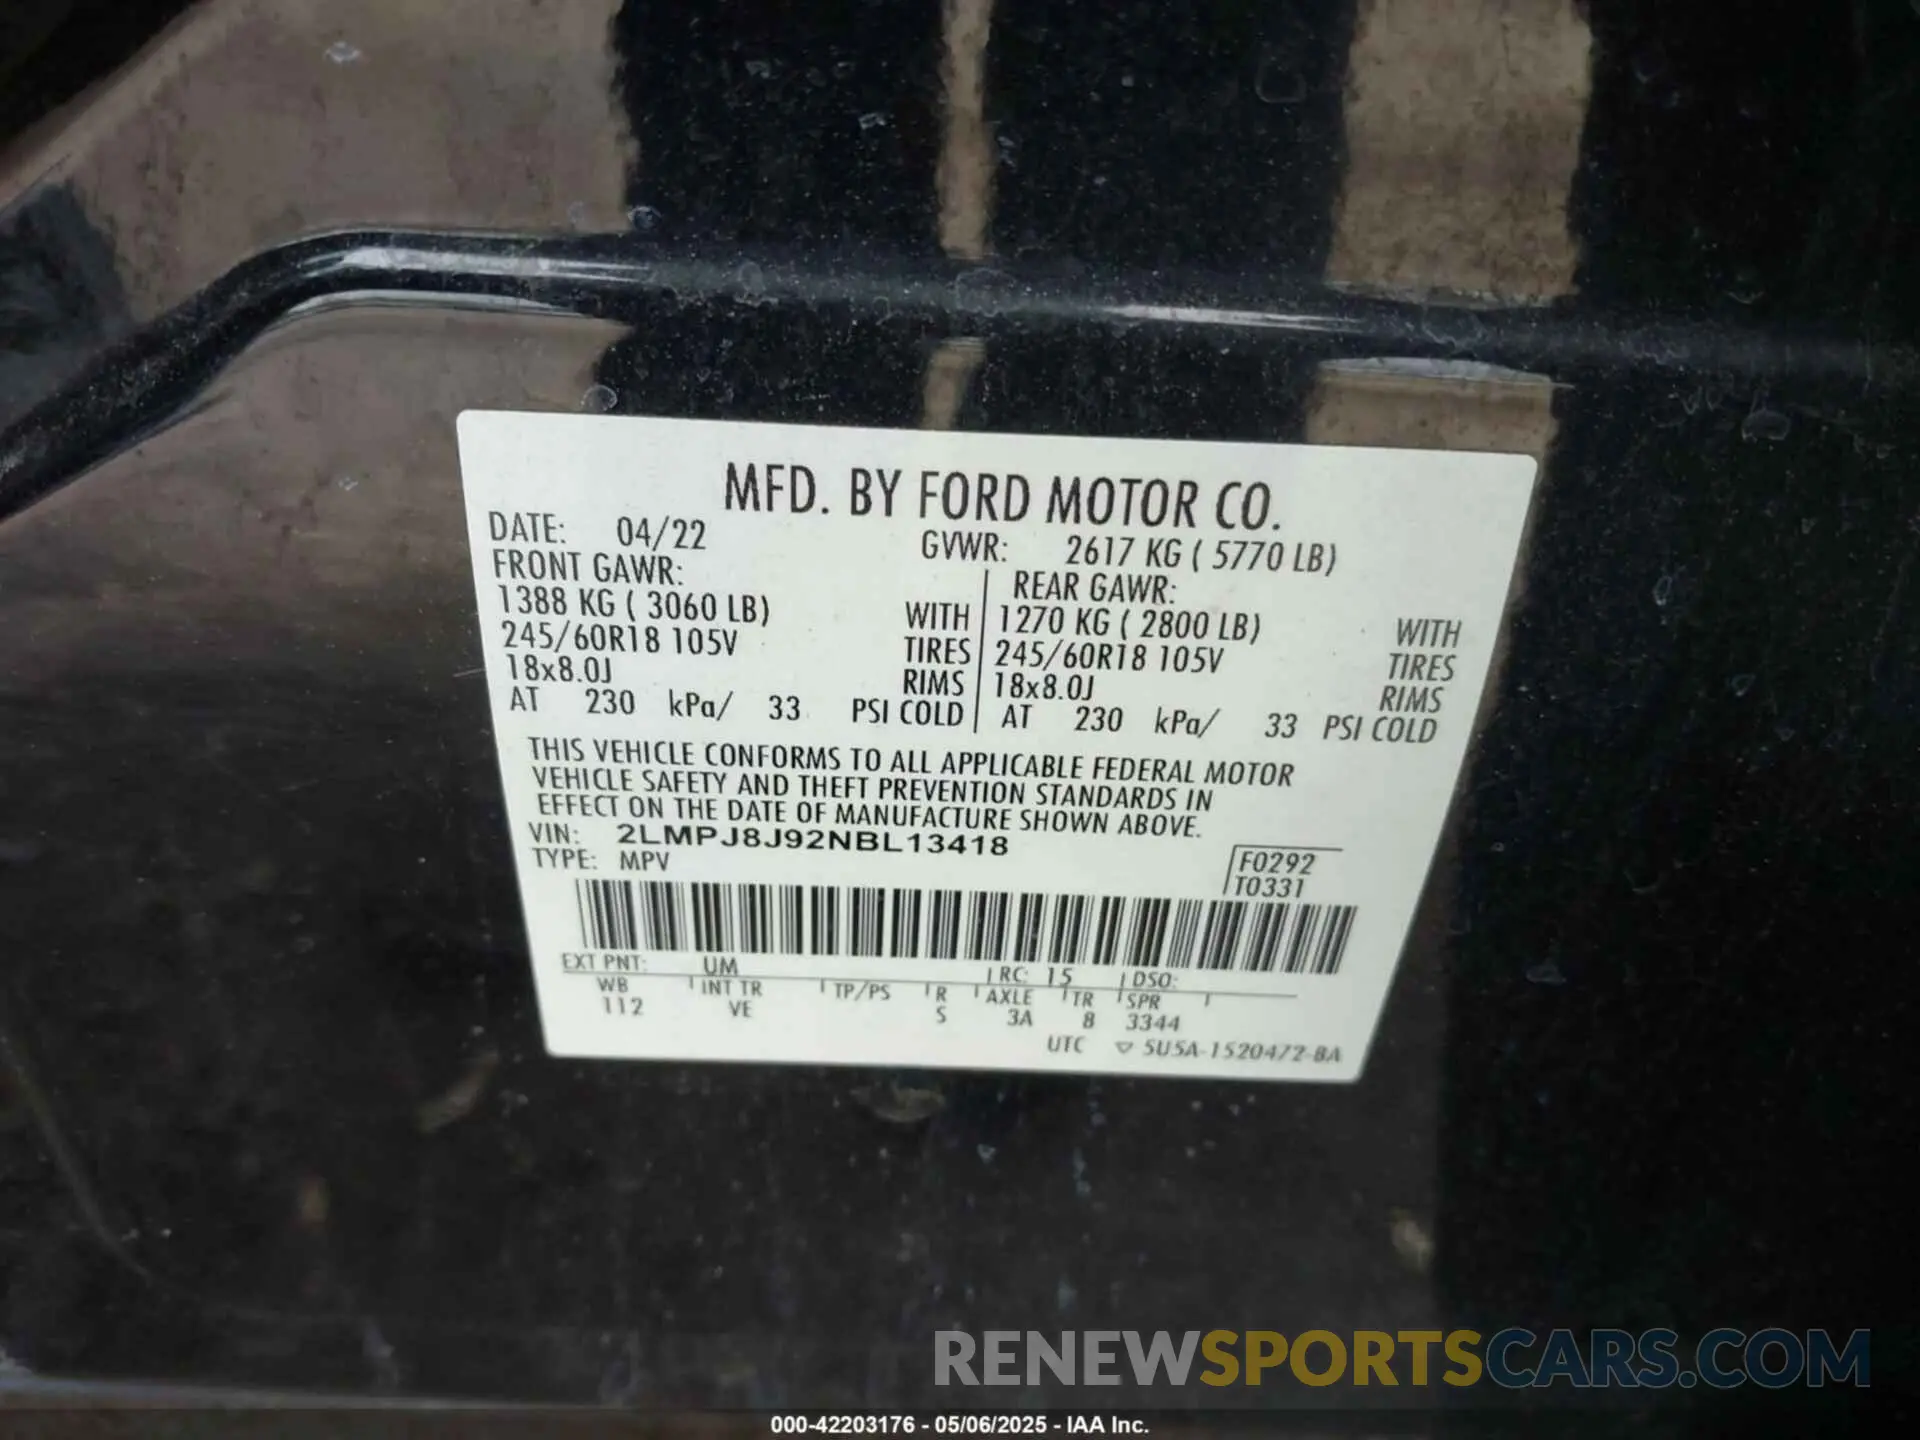 MFD. BY FORD MOTOR CO.
DATE: 04/22 GVWR: 2617 KG ( 5770 LB)
FRONT GAWR: REAR GAWR:
1388 KG ( 3060 LB) WITH 1270 KG ( 2800 LB) WITH
245/60R18 105V TIRES 245/60R18 105V TIRES
18x8.0J RIMS 18x8.0J RIMS
AT 230 kPa/ 33 PSI COLD AT 230 kPa/ 33 PSI COLD
THIS VEHICLE CONFORMS TO ALL APPLICABLE FEDERAL MOTOR
VEHICLE SAFETY AND THEFT PREVENTION STANDARDS IN
EFFECT ON THE DATE OF MANUFACTURE SHOWN ABOVE.
VIN: 2LMPJ8J92NBL13418
TYPE: MPV F0292
T0331
EXT PNT: UM RC: 15 DSO:
WB INT TR TP/PS R AXLE TR SPR
112 VE S 3A 8 3344
UTC ▽ 5U5A-1520472-BA
RENEWSPORTSCARS.COM
000-42203176 - 05/06/2025 - IAA Inc.